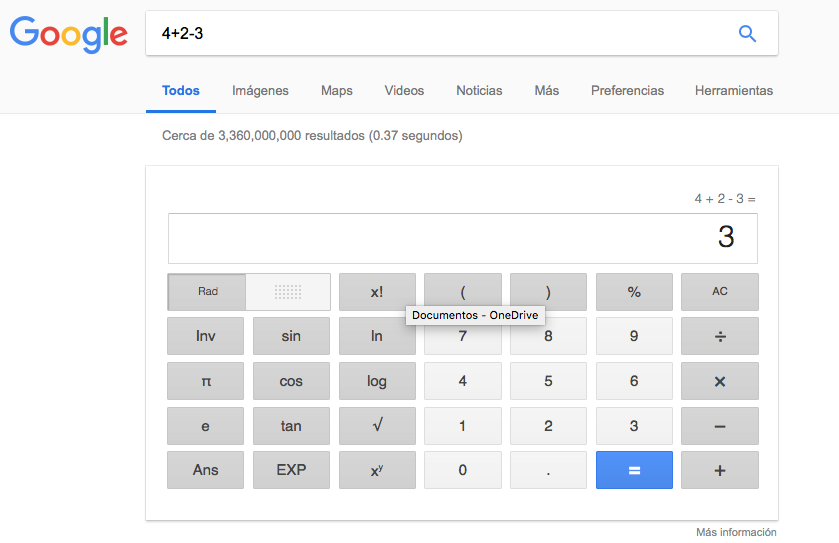 Google
4+2-3
Todos Imágenes Maps Videos Noticias Más Preferencias Herramientas
Cerca de 3,360,000,000 resultados (0.37 segundos)
4 + 2 - 3 =
3
Rad x! ( ) % AC
Documentos - OneDrive
Inv sin ln 7 8 9 ÷
π cos log 4 5 6 ×
e tan √ 1 2 3 −
Ans EXP xʸ 0 . = +
Más información